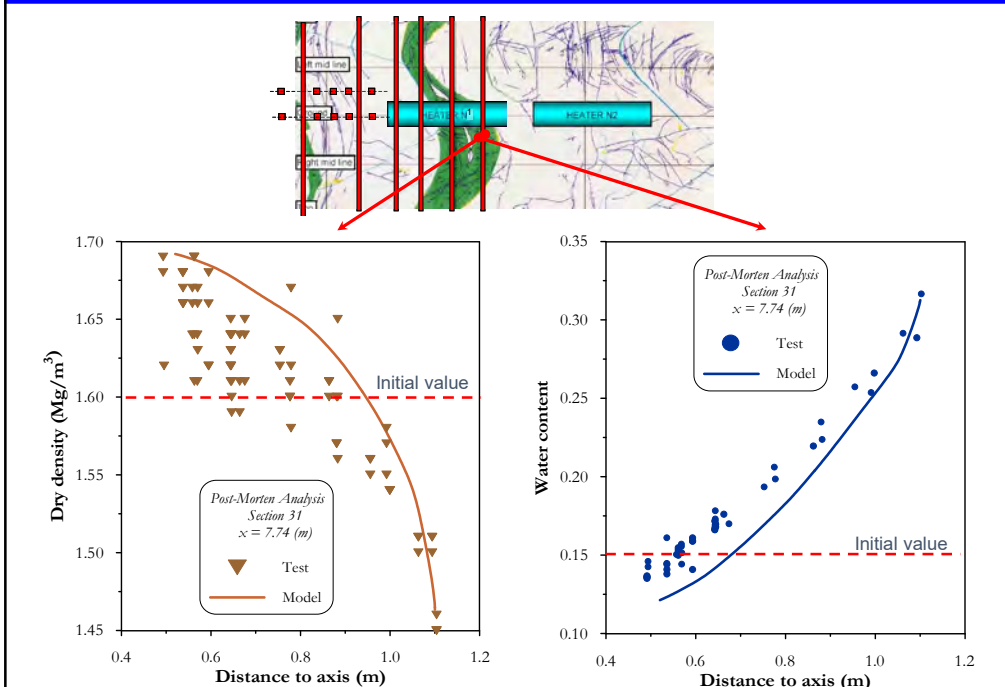 Left mid line
HEATER N1
HEATER N2
Right mid line
1.70
1.65
1.60
1.55
1.50
1.45
Dry density (Mg/m³)
Initial value
Post-Morten Analysis
Section 31
x = 7.74 (m)
Test
Model
0.4 0.6 0.8 1.0 1.2
Distance to axis (m)
0.35
0.30
0.25
0.20
0.15
0.10
Water content
Post-Morten Analysis
Section 31
x = 7.74 (m)
Test
Model
Initial value
0.4 0.6 0.8 1.0 1.2
Distance to axis (m)